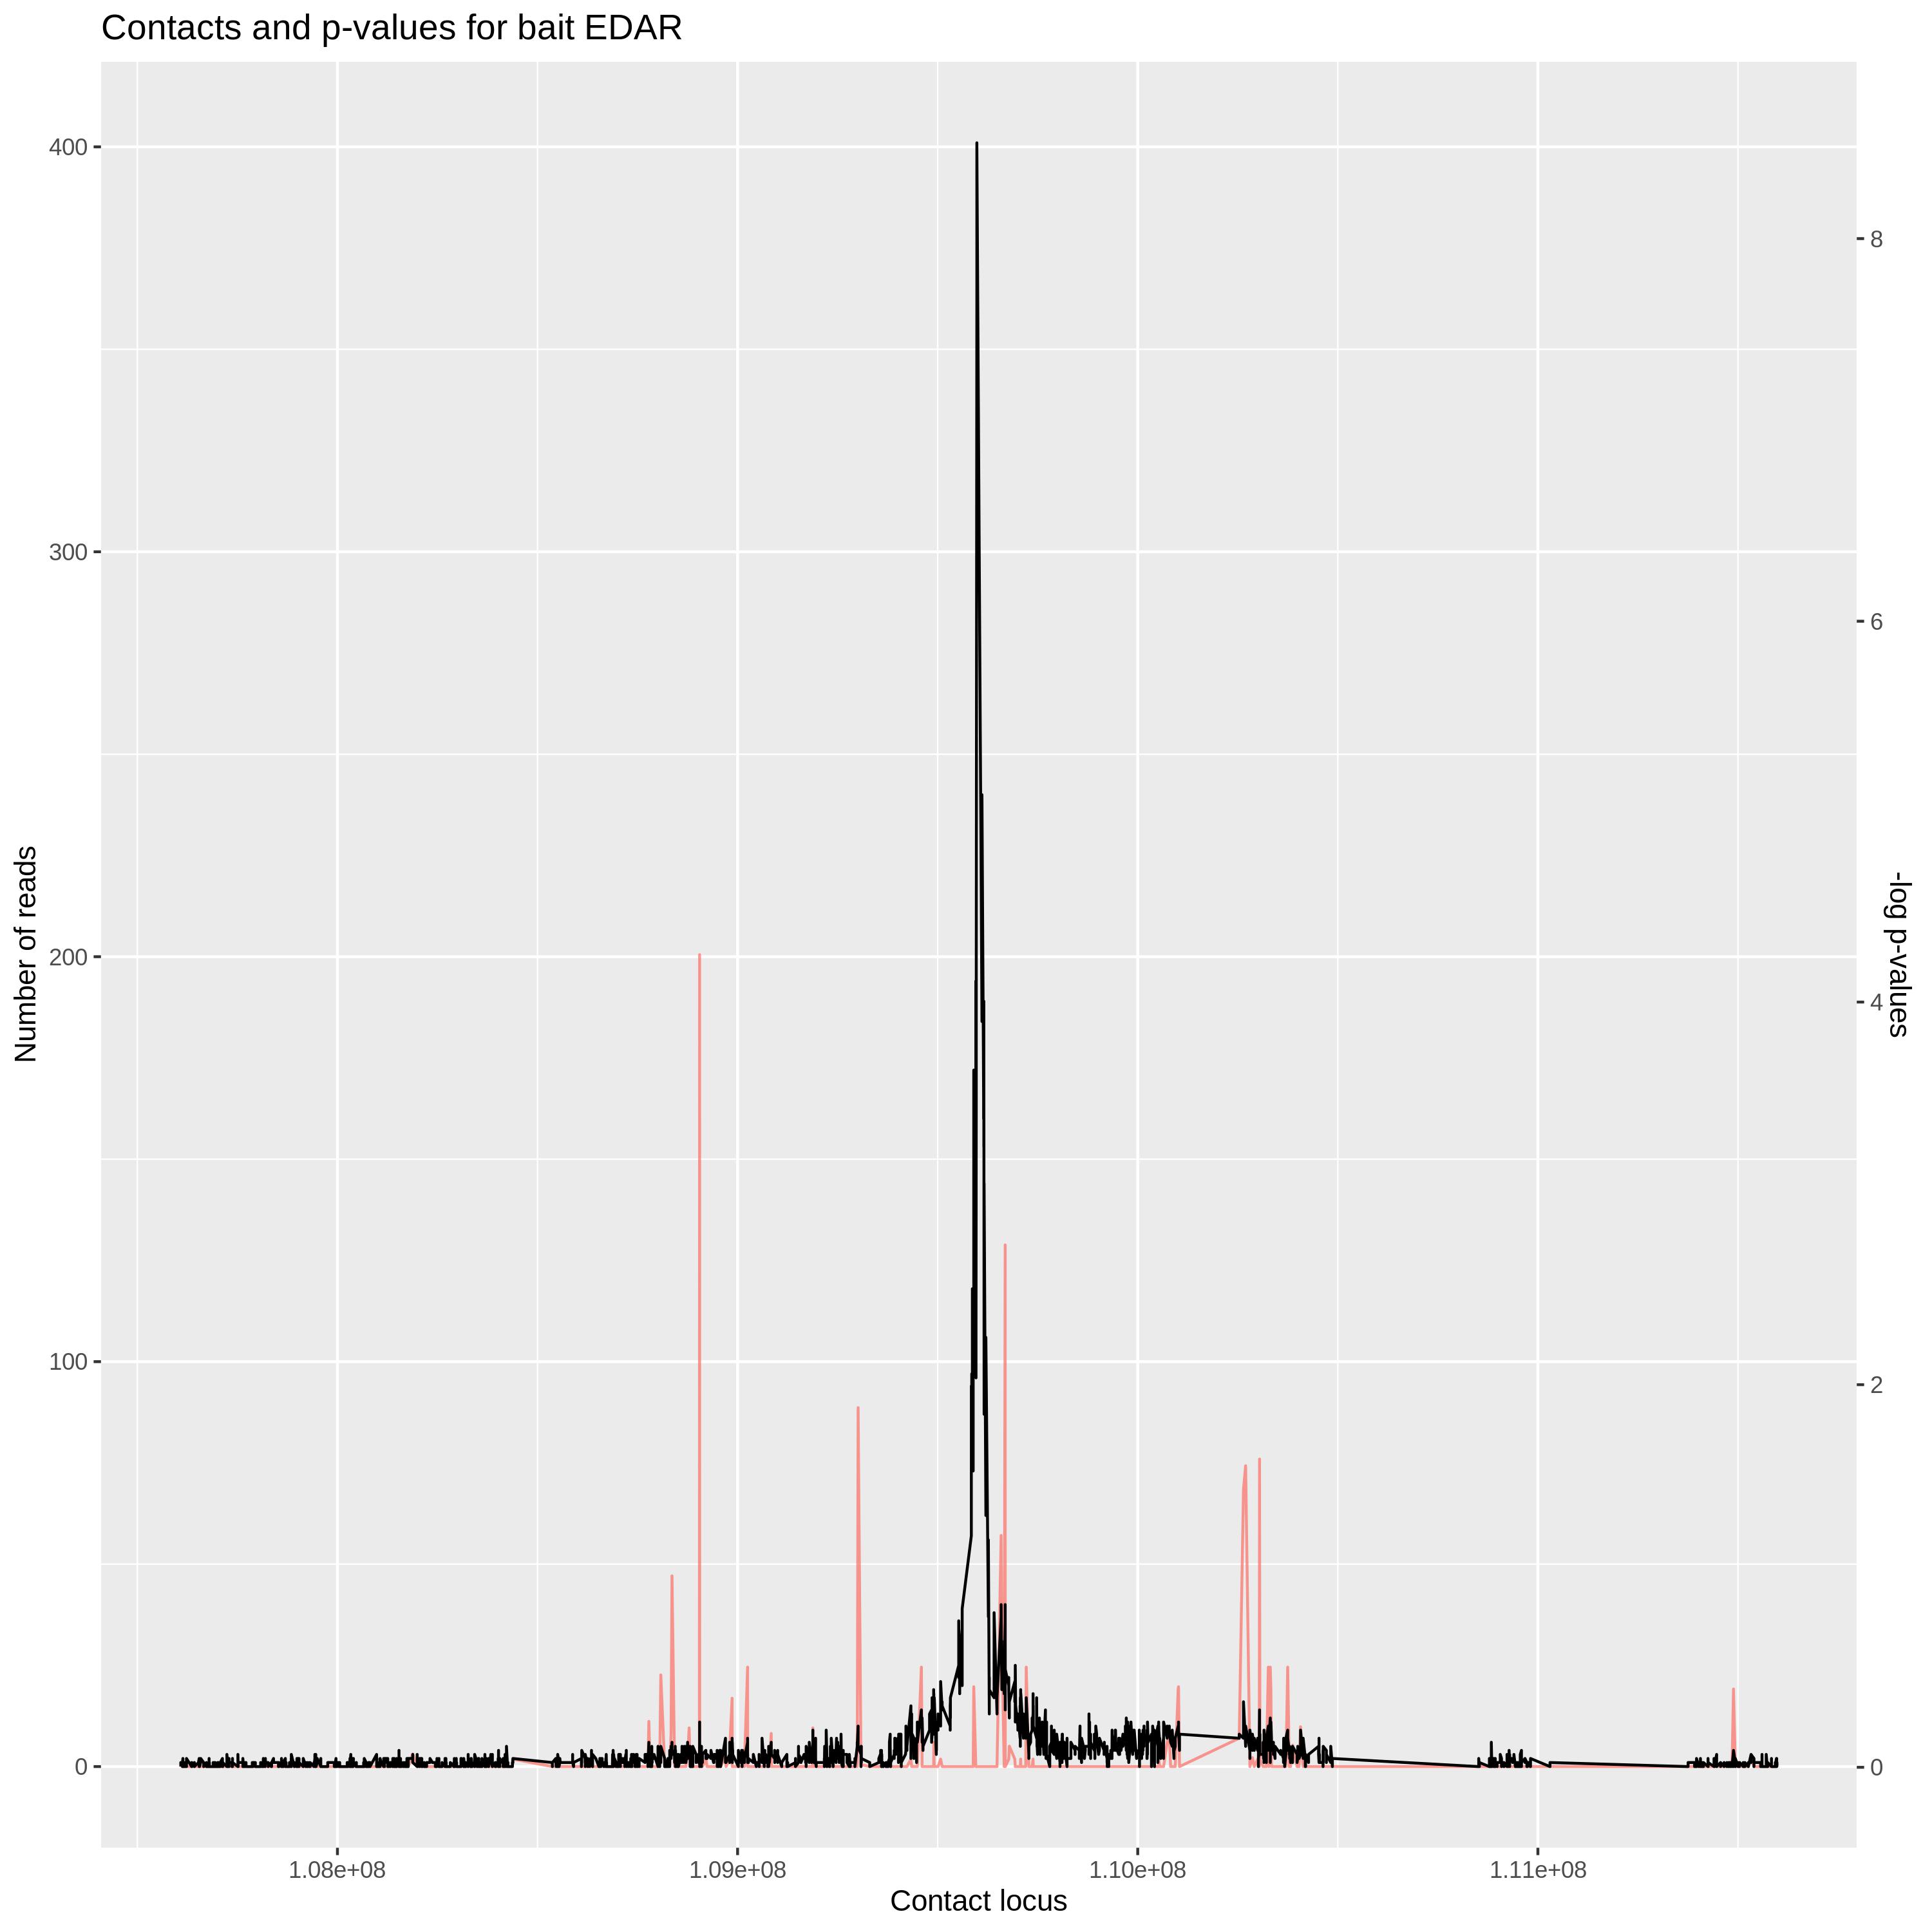 Contacts and p-values for bait EDAR
Number of reads
400
300
200
100
0
8
6
4
2
0
-log p-values
1.08e+08
1.09e+08
1.10e+08
1.11e+08
Contact locus